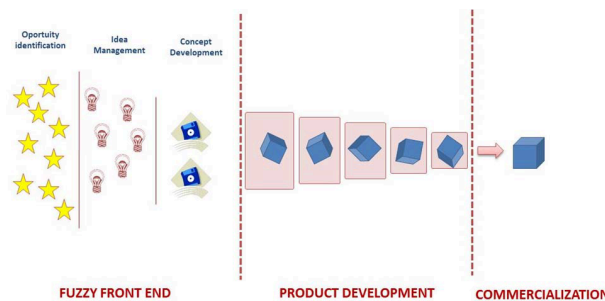 Oportuity
identification
Idea
Management
Concept
Development
FUZZY FRONT END
PRODUCT DEVELOPMENT
COMMERCIALIZATION